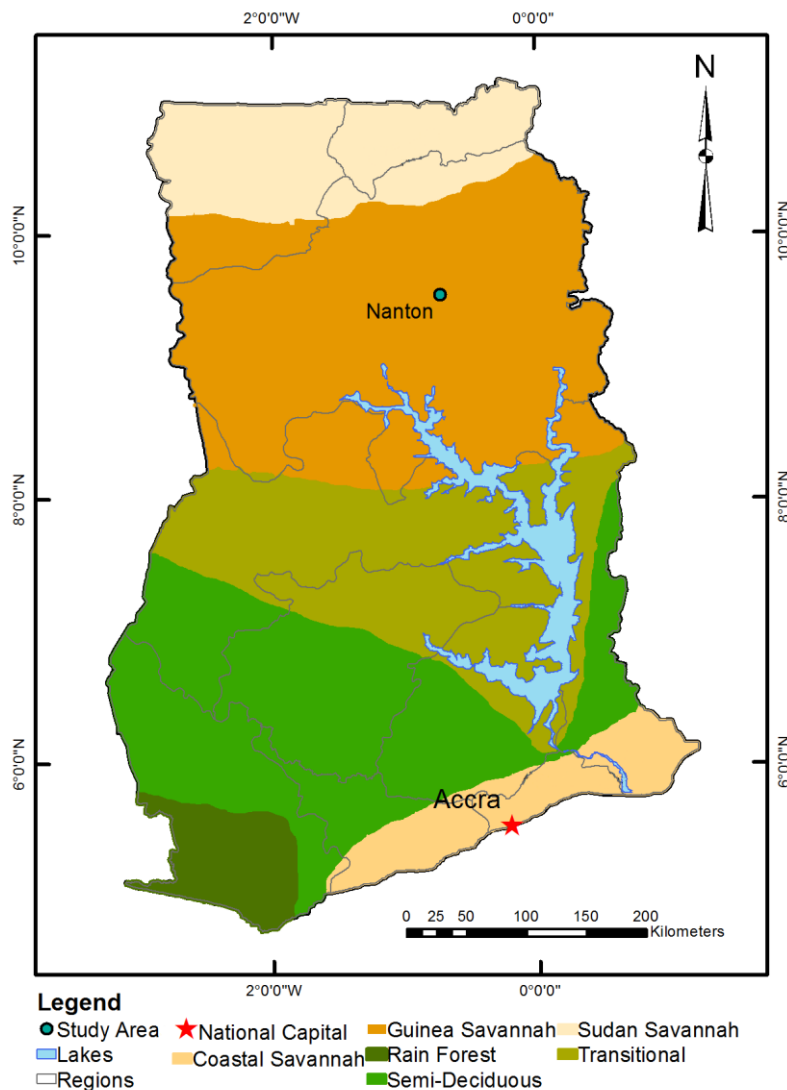 2°0'0"W 0°0'0"
N
10°0'0"N 10°0'0"N
Nanton
8°0'0"N 8°0'0"N
6°0'0"N 6°0'0"N
Accra
0 25 50 100 150 200
Kilometers
2°0'0"W 0°0'0"
Legend
Study Area National Capital Guinea Savannah Sudan Savannah
Lakes Coastal Savannah Rain Forest Transitional
Regions Semi-Deciduous